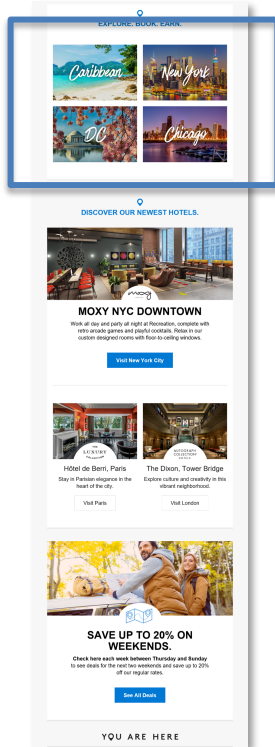 EXPLORE. BOOK. EARN.
Caribbean
New York
DC
Chicago
DISCOVER OUR NEWEST HOTELS.
moxy
MOXY NYC DOWNTOWN
Work all day and party all night at Recreation, complete with
retro arcade games and playful cocktails. Relax in our
custom designed rooms with floor-to-ceiling windows.
Visit New York City
THE
LUXURY
COLLECTION
AUTOGRAPH
COLLECTION
HOTELS
Hôtel de Berri, Paris
The Dixon, Tower Bridge
Stay in Parisian elegance in the
heart of the city.
Explore culture and creativity in this
vibrant neighborhood.
Visit Paris
Visit London
SAVE UP TO 20% ON
WEEKENDS.
Check here each week between Thursday and Sunday
to see deals for the next two weekends and save up to 20%
off our regular rates.
See All Deals
YOU ARE HERE